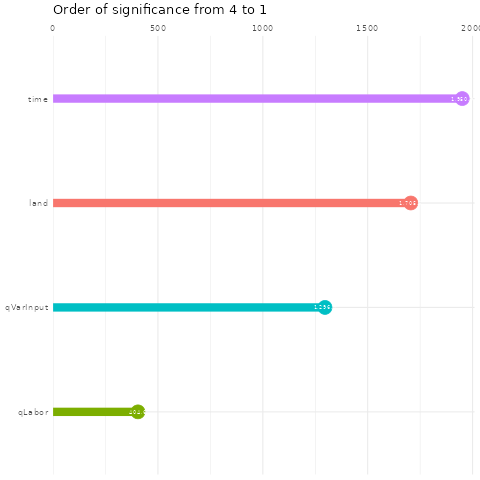 Order of significance from 4 to 1
0 500 1000 1500 2000
time
land
qVarInput
qLabor